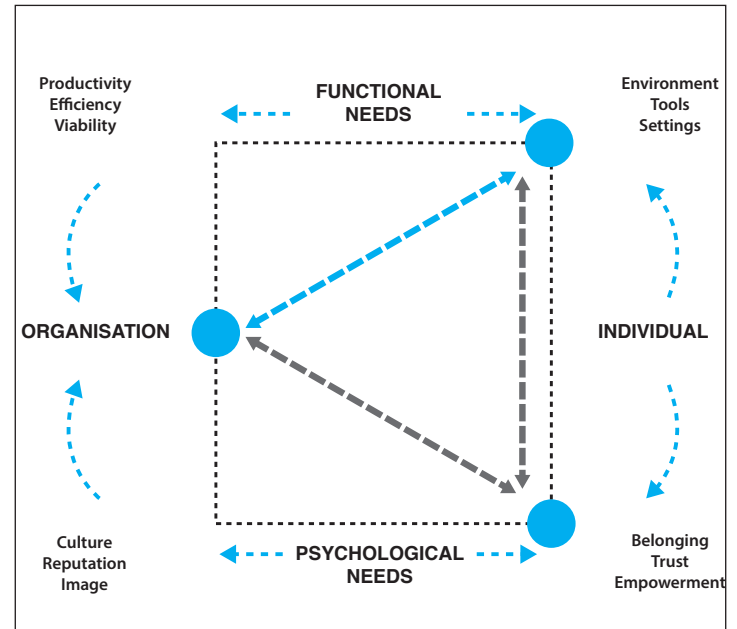 Productivity
Efficiency
Viability
FUNCTIONAL
NEEDS
Environment
Tools
Settings
ORGANISATION
INDIVIDUAL
Culture
Reputation
Image
PSYCHOLOGICAL
NEEDS
Belonging
Trust
Empowerment